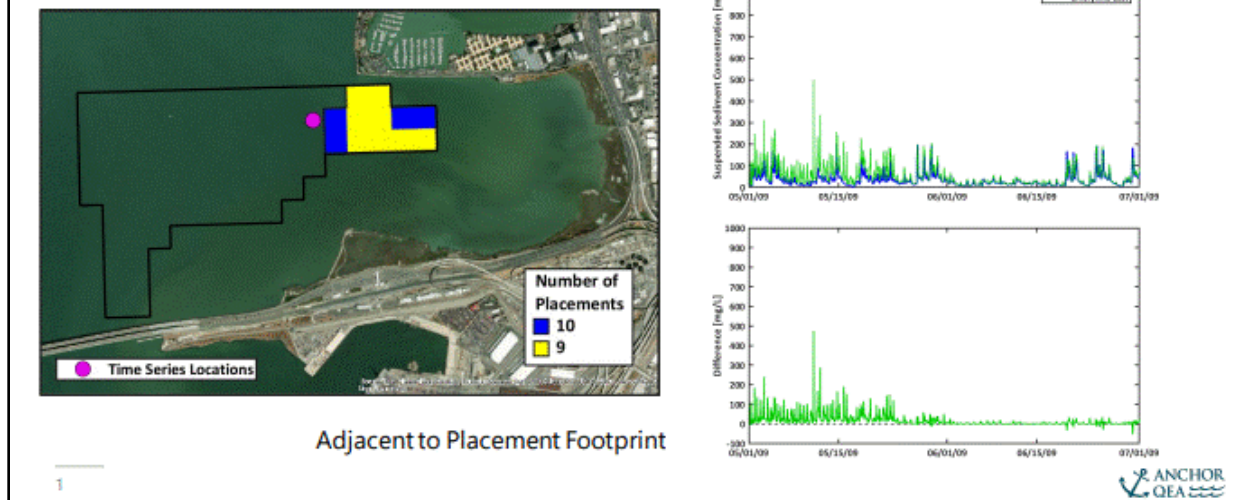 Number of
Placements
10
9
Time Series Locations
Adjacent to Placement Footprint
1
Suspended Sediment Concentration
800
700
600
500
400
300
200
100
0
05/01/09 05/15/09 06/01/09 06/15/09 07/01/09
Difference [mg/L]
1000
900
800
700
600
500
400
300
200
100
0
-100
05/01/09 05/15/09 06/01/09 06/15/09 07/01/09
ANCHOR
QEA